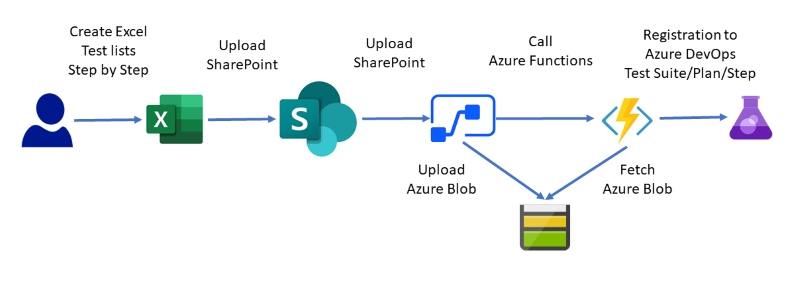 Create Excel
Test lists
Step by Step
Upload
SharePoint
Upload
SharePoint
Call
Azure Functions
Registration to
Azure DevOps
Test Suite/Plan/Step
X
S
Upload
Azure Blob
Fetch
Azure Blob